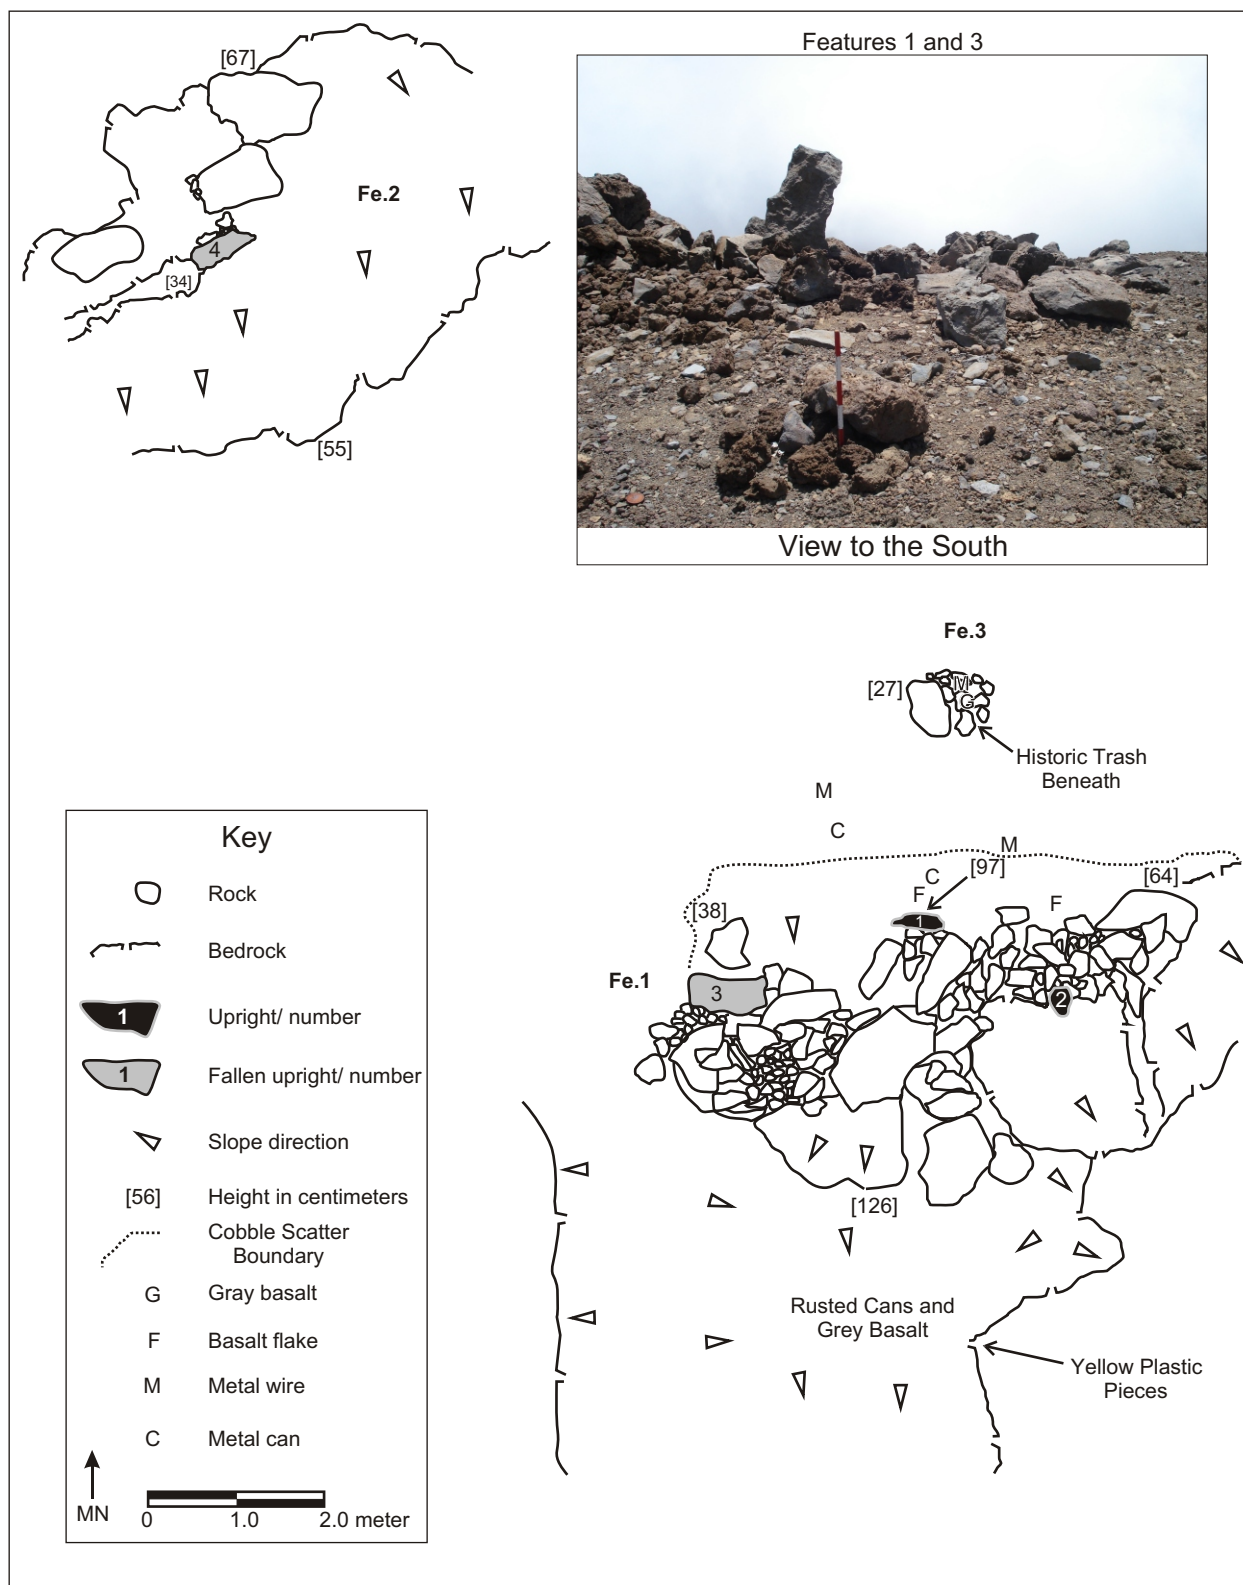 Features 1 and 3
[67]
Fe.2
4
[34]
[55]
View to the South
Fe.3
[27]
M
G
Historic Trash
Beneath
M
C
M
[97]
C
[64]
F
F
[38]
1
Fe.1
3
2
[126]
Rusted Cans and
Grey Basalt
Yellow Plastic
Pieces
Key
Rock
Bedrock
1 Upright/ number
1 Fallen upright/ number
Slope direction
[56] Height in centimeters
Cobble Scatter
Boundary
G Gray basalt
F Basalt flake
M Metal wire
C Metal can
MN
0 1.0 2.0 meter